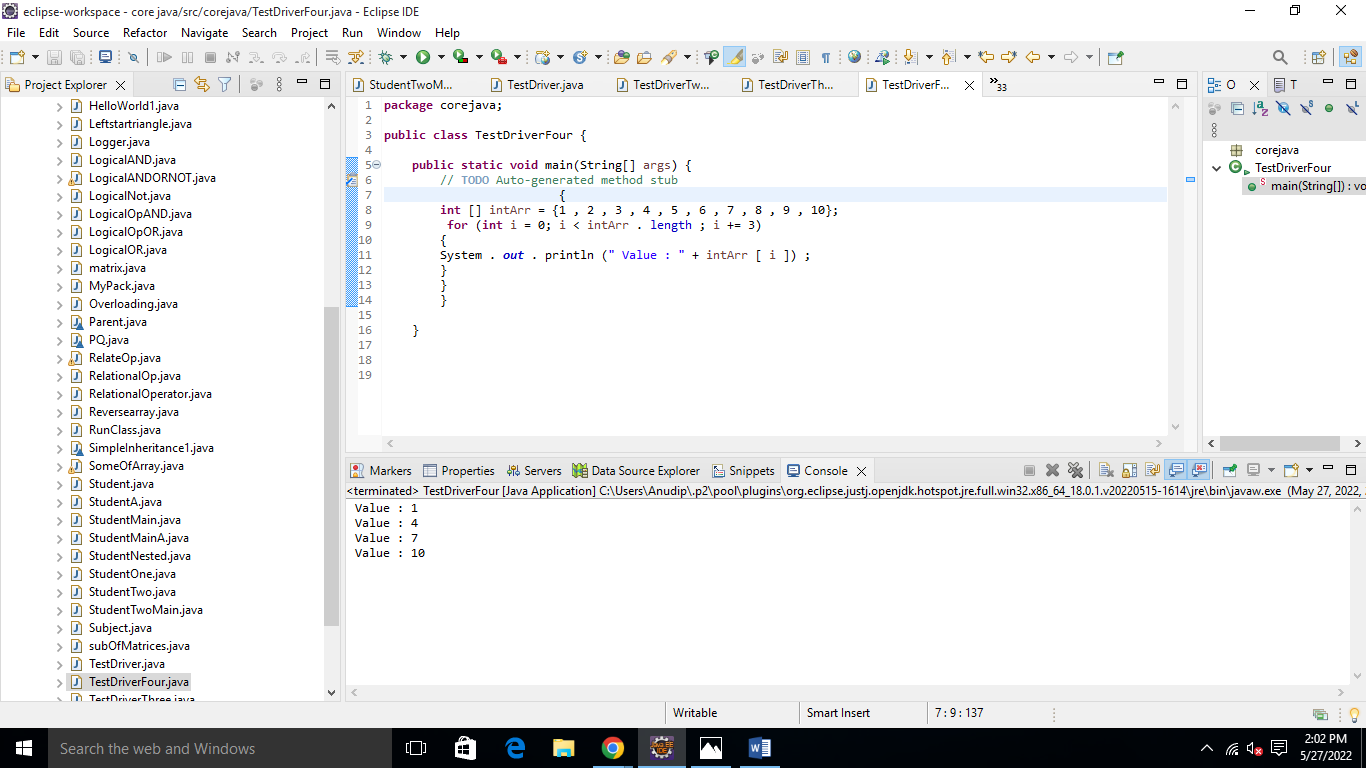 eclipse-workspace - core java/src/corejava/TestDriverFour.java - Eclipse IDE
File Edit Source Refactor Navigate Search Project Run Window Help
Project Explorer
HelloWorld1.java
Leftstartriangle.java
Logger.java
LogicalAND.java
LogicalANDORNOT.java
LogicalNot.java
LogicalOpAND.java
LogicalOpOR.java
LogicalOR.java
matrix.java
MyPack.java
Overloading.java
Parent.java
PQ.java
RelateOp.java
RelationalOp.java
RelationalOperator.java
Reversearray.java
RunClass.java
SimpleInheritance1.java
SomeOfArray.java
Student.java
StudentA.java
StudentMain.java
StudentMainA.java
StudentNested.java
StudentOne.java
StudentTwo.java
StudentTwoMain.java
Subject.java
subOfMatrices.java
TestDriver.java
TestDriverFour.java
TestDriverThree.java
StudentTwoM... TestDriver.java TestDriverTw... TestDriverTh... TestDriverF... »33
1 package corejava;
2
3 public class TestDriverFour {
4
5 public static void main(String[] args) {
6 // TODO Auto-generated method stub
7 {
8 int [] intArr = {1 , 2 , 3 , 4 , 5 , 6 , 7 , 8 , 9 , 10};
9 for (int i = 0; i < intArr . length ; i += 3)
10 {
11 System . out . println (" Value : " + intArr [ i ]) ;
12 }
13 }
14 }
15
16 }
17
18
19
O T
corejava
TestDriverFour
main(String[]) : vo
Markers Properties Servers Data Source Explorer Snippets Console
<terminated> TestDriverFour [Java Application] C:\Users\Anudip\.p2\pool\plugins\org.eclipse.justj.openjdk.hotspot.jre.full.win32.x86_64_18.0.1.v20220515-1614\jre\bin\javaw.exe (May 27, 2022,
Value : 1
Value : 4
Value : 7
Value : 10
Writable Smart Insert 7 : 9 : 137
Search the web and Windows
2:02 PM
5/27/2022